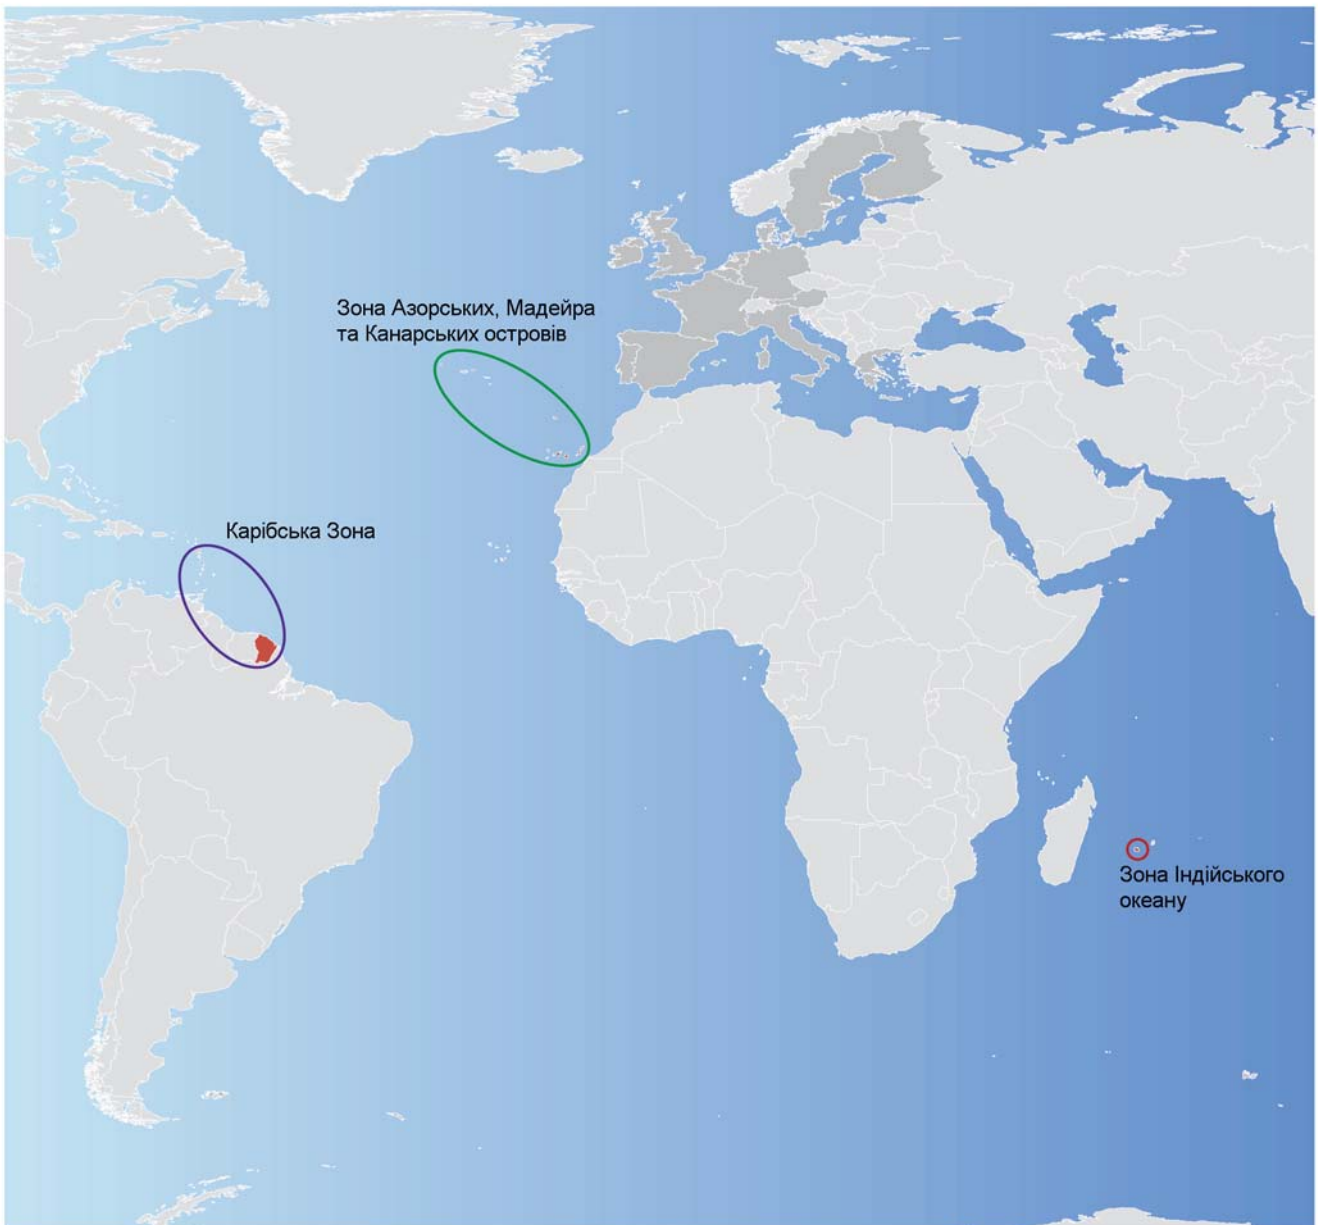 Зона Азорських, Мадейра
та Канарських островів
Карібська Зона
Зона Індійського
океану